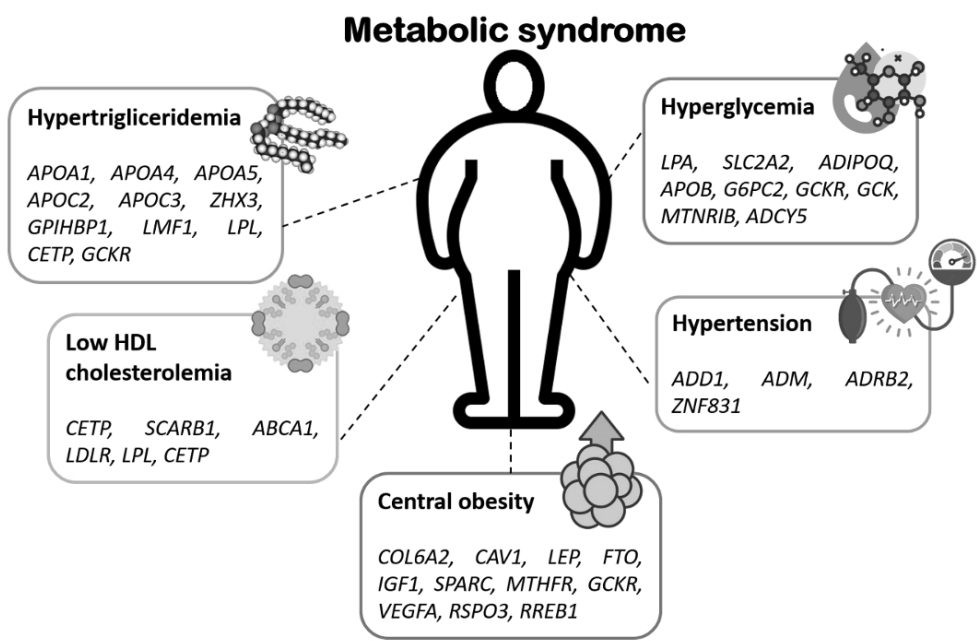 Metabolic syndrome
Hypertrigliceridemia
APOA1, APOA4, APOA5,
APOC2, APOC3, ZHX3,
GPIHBP1, LMF1, LPL,
CETP, GCKR
Hyperglycemia
LPA, SLC2A2, ADIPOQ,
APOB, G6PC2, GCKR, GCK,
MTNRIB, ADCY5
Low HDL
cholesterolemia
CETP, SCARB1, ABCA1,
LDLR, LPL, CETP
Hypertension
ADD1, ADM, ADRB2,
ZNF831
Central obesity
COL6A2, CAV1, LEP, FTO,
IGF1, SPARC, MTHFR, GCKR,
VEGFA, RSPO3, RREB1